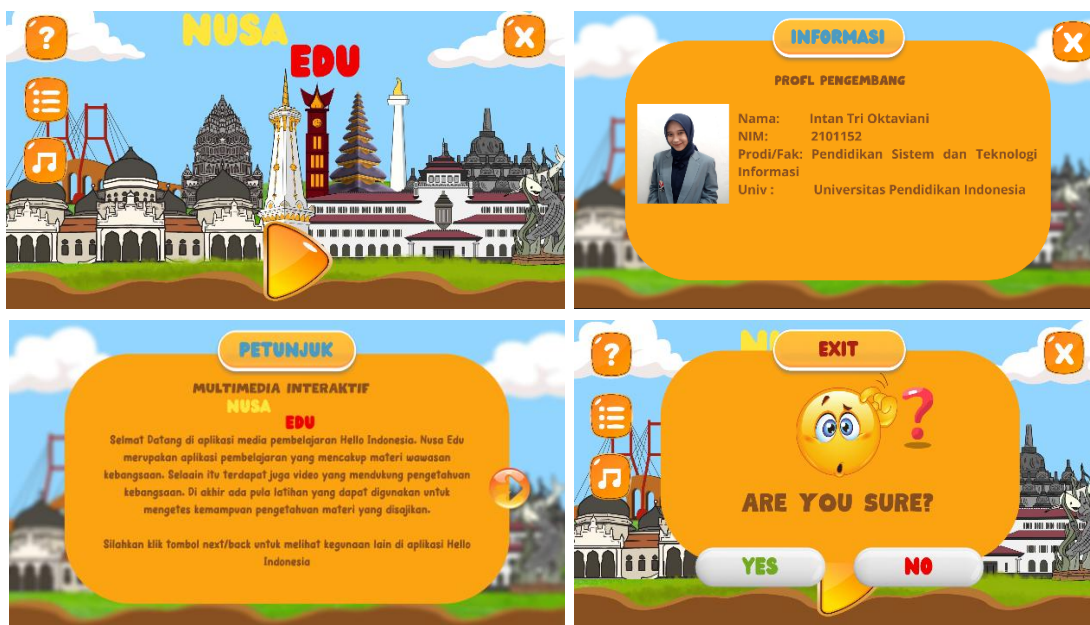 ?
NUSA
EDU
X
INFORMASI
X
PROFL PENGEMBANG
Nama: Intan Tri Oktaviani
NIM: 2101152
Prodi/Fak: Pendidikan Sistem dan Teknologi
Informasi
Univ : Universitas Pendidikan Indonesia
PETUNJUK
MULTIMEDIA INTERAKTIF
NUSA
EDU
Selmat Datang di aplikasi media pembelajaran Hello Indonesia. Nusa Edu
merupakan aplikasi pembelajaran yang mencakup materi wawasan
kebangsaan. Selaain itu terdapat juga video yang mendukung pengetahuan
kebangsaan. Di akhir ada pula latihan yang dapat digunakan untuk
mengetes kemampuan pengetahuan materi yang disajikan.
Silahkan klik tombol next/back untuk melihat kegunaan lain di aplikasi Hello
Indonesia
?
EXIT
X
?
ARE YOU SURE?
YES
NO